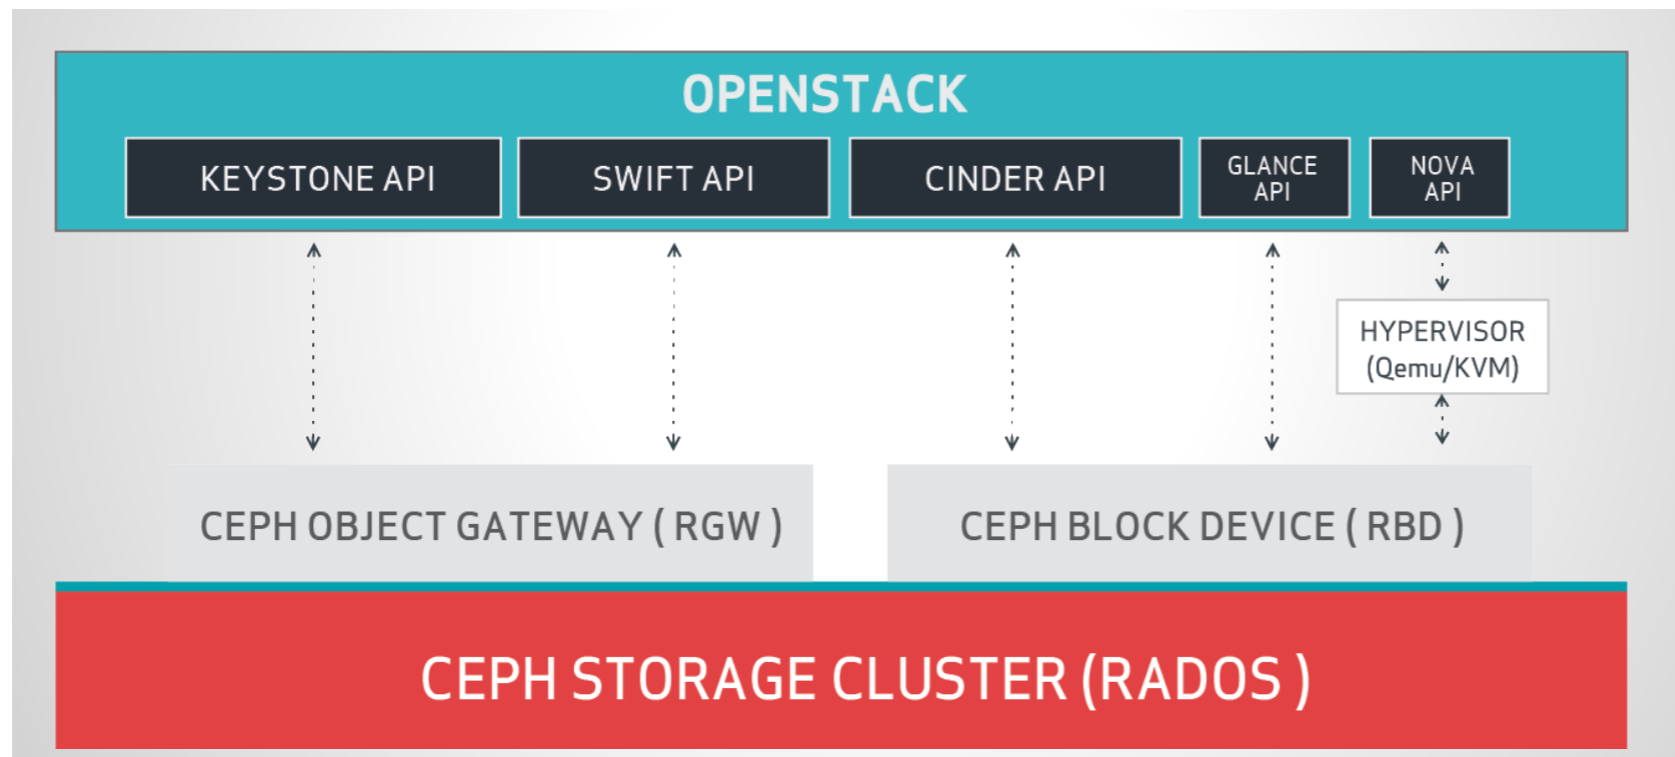 OPENSTACK
KEYSTONE API
SWIFT API
CINDER API
GLANCE
API
NOVA
API
HYPERVISOR
(Qemu/KVM)
CEPH OBJECT GATEWAY ( RGW )
CEPH BLOCK DEVICE ( RBD )
CEPH STORAGE CLUSTER (RADOS )